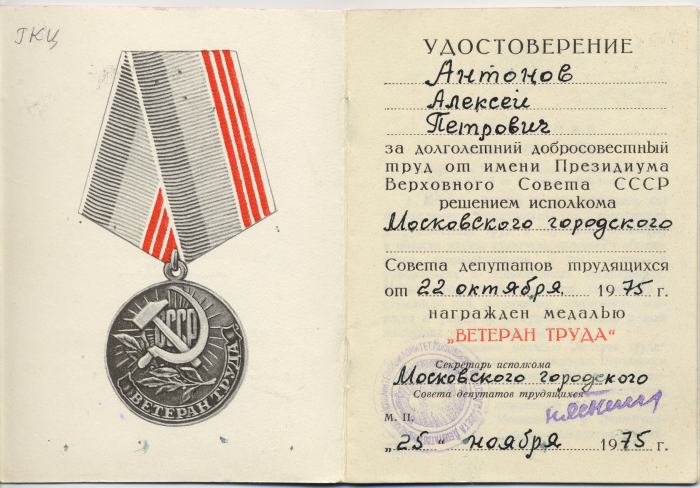 ГКЦ
СССР
ВЕТЕРАН ТРУДА
УДОСТОВЕРЕНИЕ
Антонов
Алексей
Петрович
за долголетний добросовестный
труд от имени Президиума
Верховного Совета СССР
решением исполкома
Московского городского
Совета депутатов трудящихся
от 22 октября 1975 г.
награжден медалью
„ВЕТЕРАН ТРУДА“
Секретарь исполкома
Московского городского
Совета депутатов трудящихся
М. П.
„25“ ноября 1975 г.